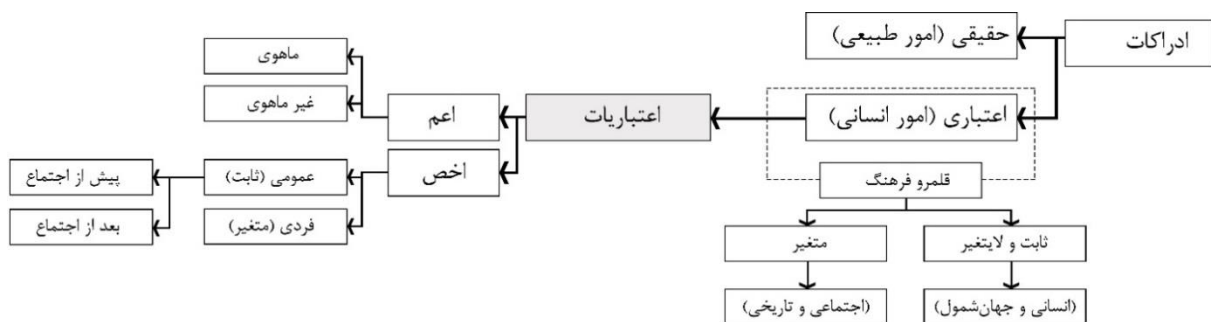 ادراکات
حقیقی (امور طبیعی)
اعتباری (امور انسانی)
قلمرو فرهنگ
ثابت و لایتغیر
(انسانی و جهان‌شمول)
متغیر
(اجتماعی و تاریخی)
اعتباریات
اعم
ماهوی
غیر ماهوی
اخص
عمومی (ثابت)
فردی (متغیر)
پیش از اجتماع
بعد از اجتماع